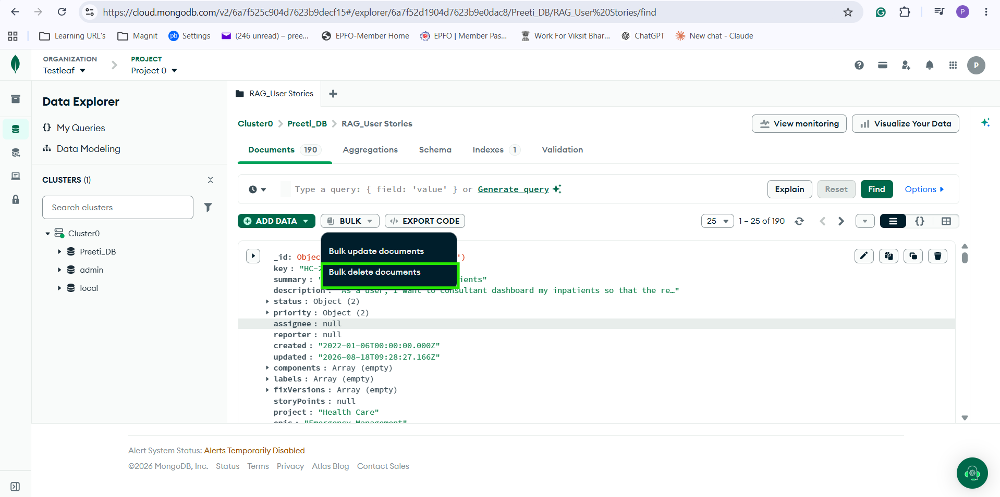 https://cloud.mongodb.com/v2/6a7f525c904d7623b9decf15#/explorer/6a7f52d1904d7623b9e0dac8/Preeti_DB/RAG_User%20Stories/find
P
Learning URL's
Magnit
pb Settings
(246 unread) – pree...
EPFO-Member Home
EPFO | Member Pas...
Work For Viksit Bhar...
ChatGPT
New chat - Claude
ORGANIZATION
Testleaf
PROJECT
Project 0
P
Data Explorer
My Queries
Data Modeling
CLUSTERS (1)
Search clusters
Cluster0
Preeti_DB
admin
local
RAG_User Stories
Cluster0 > Preeti_DB > RAG_User Stories
View monitoring
Visualize Your Data
Documents 190
Aggregations
Schema
Indexes 1
Validation
Type a query: { field: 'value' } or Generate query
Explain
Reset
Find
Options
ADD DATA
BULK
EXPORT CODE
25
1 – 25 of 190
Bulk update documents
Bulk delete documents
_id: Objec ')
key : "HC-
summary : " ients"
description: "As a user, I want to consultant dashboard my inpatients so that the re…"
status : Object (2)
priority : Object (2)
assignee : null
reporter : null
created : "2022-01-06T00:00:00.000Z"
updated : "2026-08-18T09:28:27.166Z"
components : Array (empty)
labels : Array (empty)
fixVersions : Array (empty)
storyPoints : null
project : "Health Care"
epic : "Emergency Management"
Alert System Status: Alerts Temporarily Disabled
©2026 MongoDB, Inc. Status Terms Privacy Atlas Blog Contact Sales